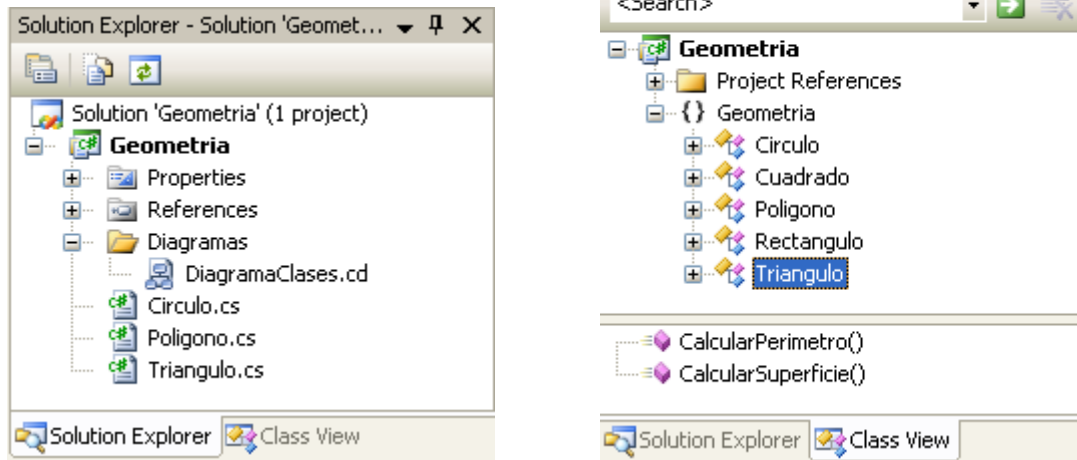 Solution Explorer - Solution 'Geomet...
Solution 'Geometria' (1 project)
Geometria
Properties
References
Diagramas
DiagramaClases.cd
Circulo.cs
Poligono.cs
Triangulo.cs
Solution Explorer
Class View
<Search>
Geometria
Project References
{} Geometria
Circulo
Cuadrado
Poligono
Rectangulo
Triangulo
CalcularPerimetro()
CalcularSuperficie()
Solution Explorer
Class View